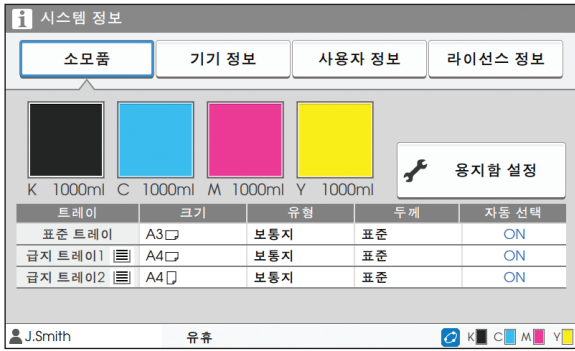 i 시스템 정보
소모품 기기 정보 사용자 정보 라이선스 정보
K 1000ml C 1000ml M 1000ml Y 1000ml
용지함 설정
트레이 크기 유형 두께 자동 선택
표준 트레이 A3 보통지 표준 ON
급지 트레이1 A4 보통지 표준 ON
급지 트레이2 A4 보통지 표준 ON
J.Smith 유휴 K C M Y